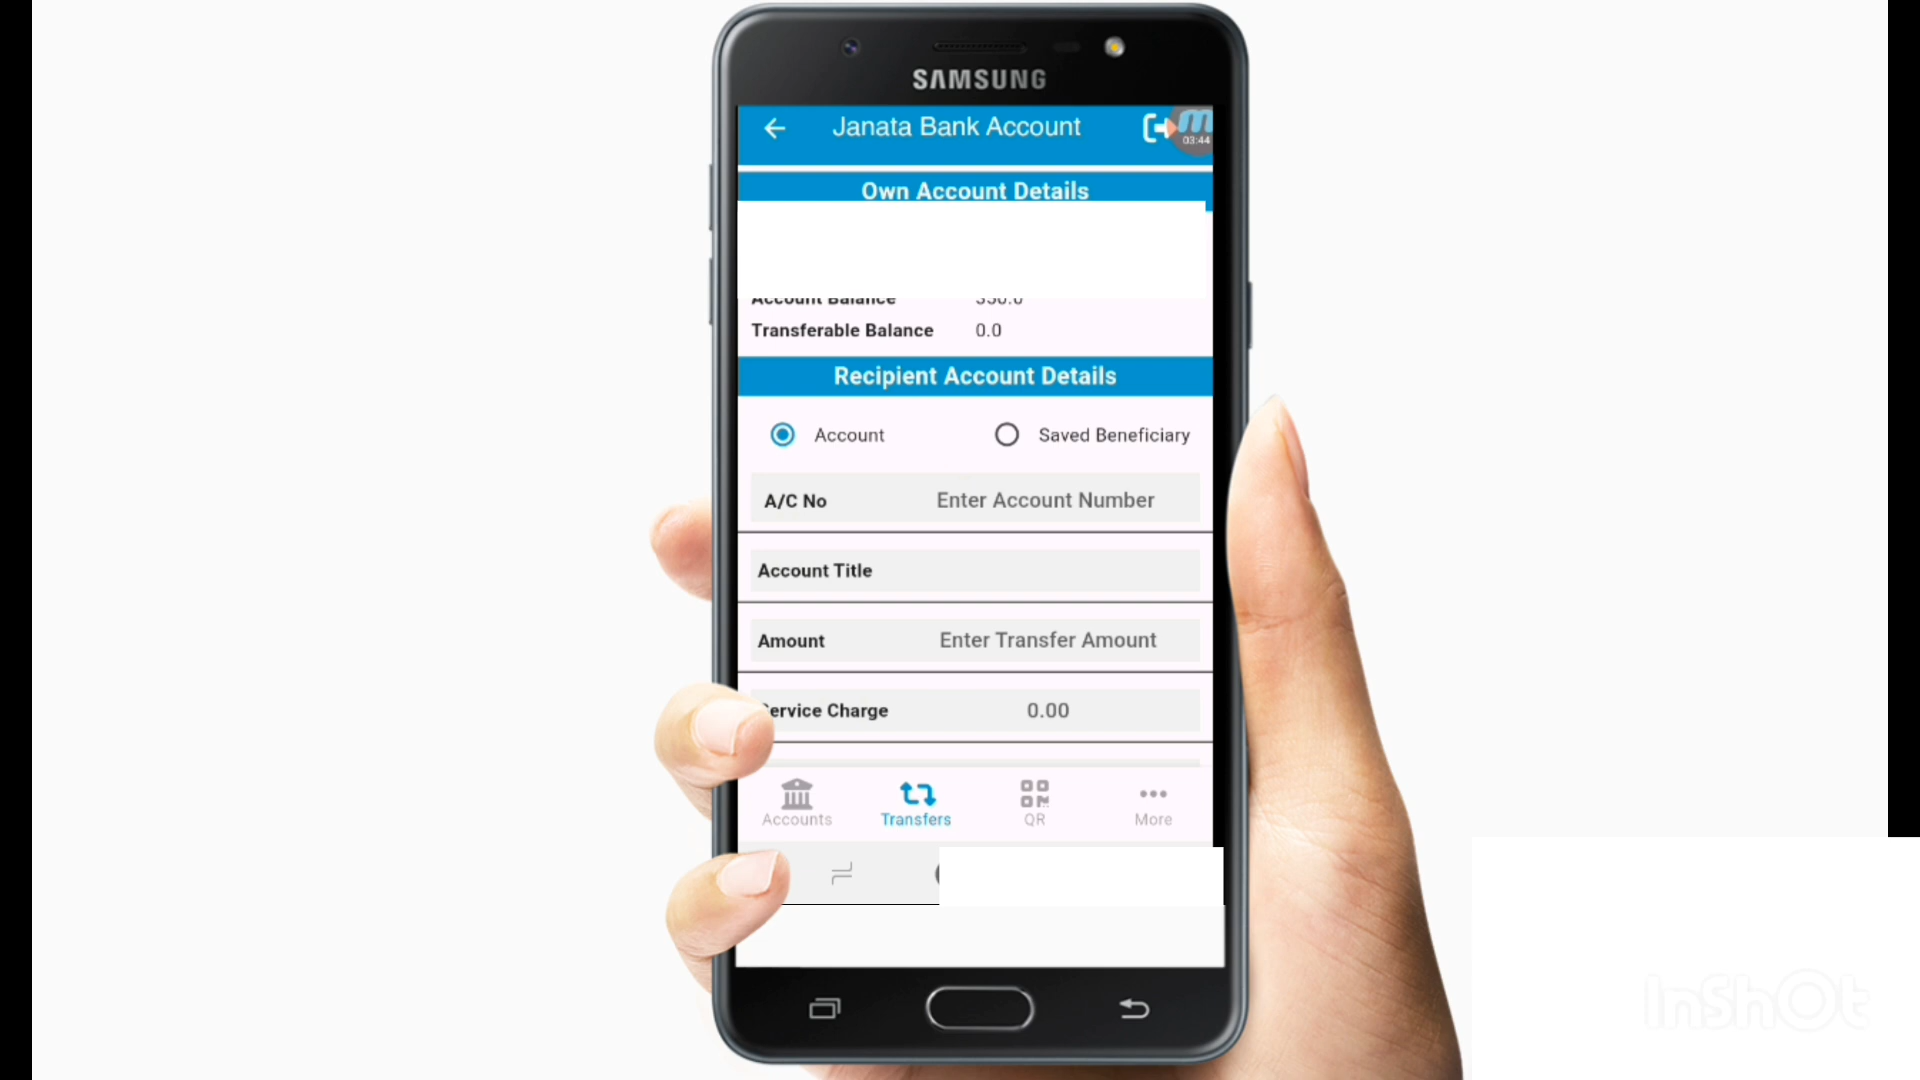 SAMSUNG
Janata Bank Account
03:44
Own Account Details
Account Balance 350.0
Transferable Balance 0.0
Recipient Account Details
Account Saved Beneficiary
A/C No Enter Account Number
Account Title
Amount Enter Transfer Amount
Service Charge 0.00
Accounts Transfers QR More
InShOt